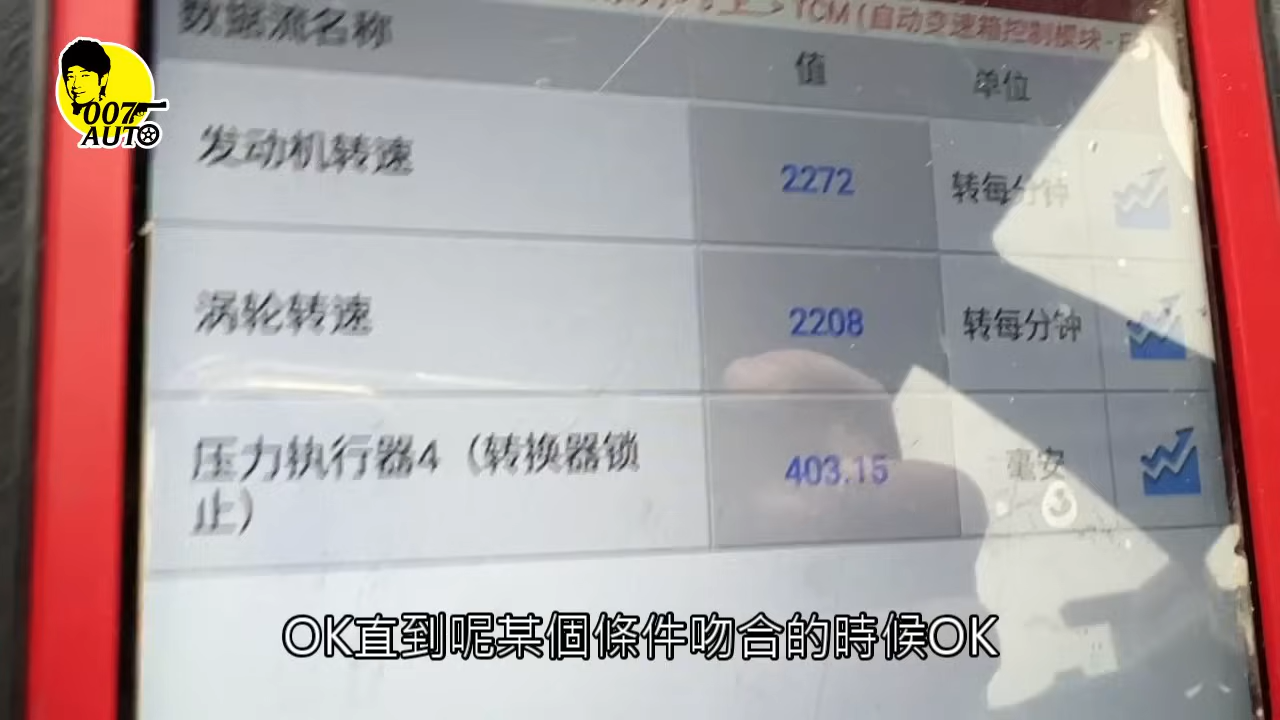 TCM (自动变速箱控制模块 -
数据流名称 值 单位
007
AUTO
发动机转速 2272 转每分钟
涡轮转速 2208 转每分钟
压力执行器4（转换器锁
止） 403.15 毫安
OK直到呢某個條件吻合的時候OK